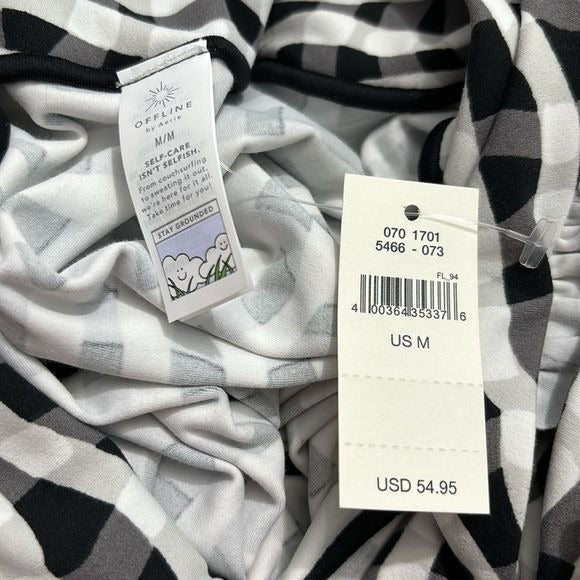 OFFLINE
by Aerie
M/M
SELF-CARE
ISN'T SELFISH.
From couchsurfing
to sweating it out,
we're here for it all.
Take time for you!
STAY GROUNDED
070 1701
5466 - 073
FL_94
4 00364 35337 6
US M
USD 54.95